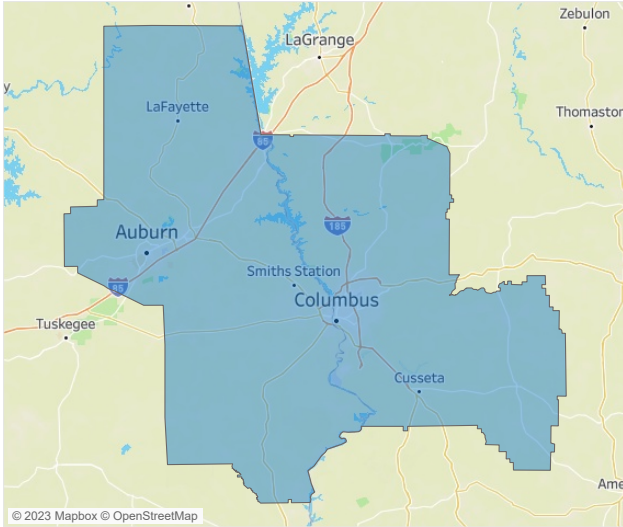 Zebulon
LaGrange
y
LaFayette
Thomaston
85
185
Auburn
Smiths Station
85
Columbus
Tuskegee
Cusseta
Ame
© 2023 Mapbox © OpenStreetMap